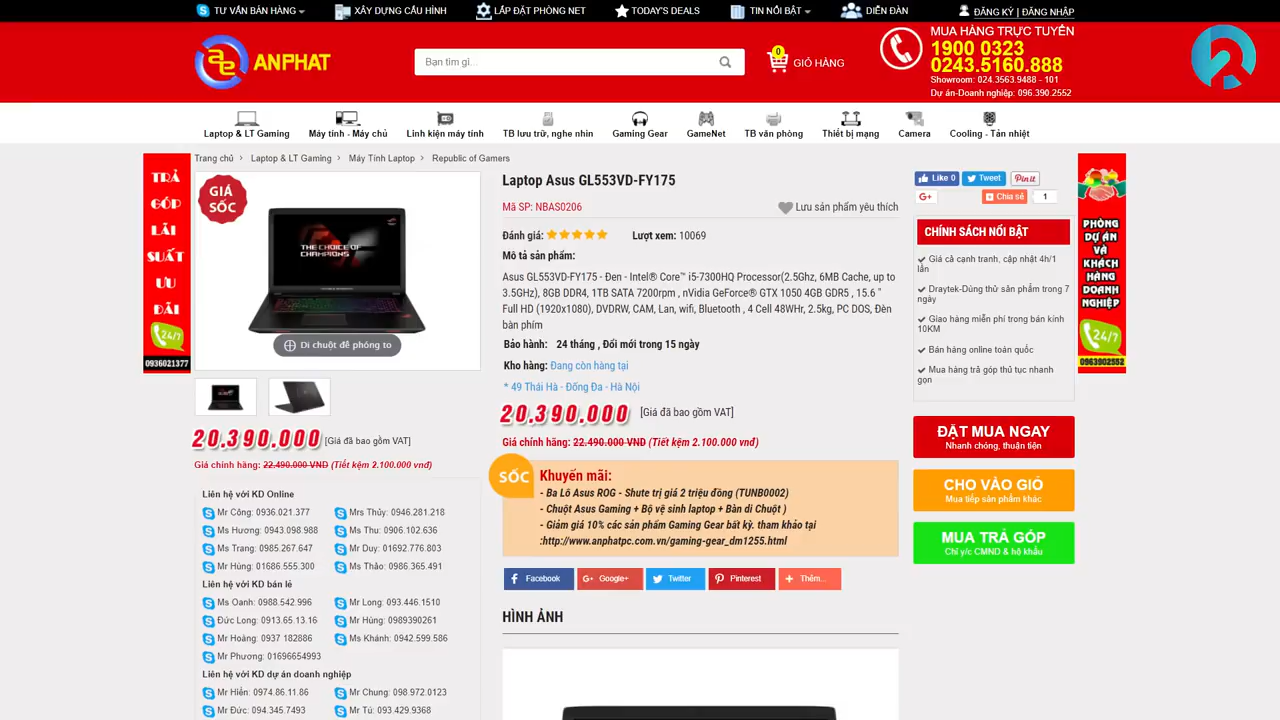 TƯ VẤN BÁN HÀNG
XÂY DỰNG CẤU HÌNH
LẮP ĐẶT PHÒNG NET
TODAY'S DEALS
TIN NỔI BẬT
DIỄN ĐÀN
ĐĂNG KÝ | ĐĂNG NHẬP
ANPHAT
Bạn tìm gì...
0
GIỎ HÀNG
MUA HÀNG TRỰC TUYẾN
1900 0323
0243.5160.888
Showroom: 024.3563.9488 - 101
Dự án-Doanh nghiệp: 096.390.2552
Laptop & LT Gaming
Máy tính - Máy chủ
Linh kiện máy tính
TB lưu trữ, nghe nhìn
Gaming Gear
GameNet
TB văn phòng
Thiết bị mạng
Camera
Cooling - Tản nhiệt
Trang chủ › Laptop & LT Gaming › Máy Tính Laptop › Republic of Gamers
TRẢ
GÓP
LÃI
SUẤT
ƯU
ĐÃI
24/7
0936021377
GIÁ
SỐC
THE CHOICE OF
CHAMPIONS
Di chuột để phóng to
20.390.000 [Giá đã bao gồm VAT]
Giá chính hãng: 22.490.000 VND (Tiết kệm 2.100.000 vnđ)
Liên hệ với KD Online
Mr Công: 0936.021.377
Mrs Thủy: 0946.281.218
Ms Hương: 0943.098.988
Ms Thu: 0906.102.636
Ms Trang: 0985.267.647
Mr Duy: 01692.776.803
Mr Hùng: 01686.555.300
Ms Thảo: 0986.365.491
Liên hệ với KD bán lẻ
Ms Oanh: 0988.542.996
Mr Long: 093.446.1510
Đức Long: 0913.65.13.16
Mr Hùng: 0989390261
Mr Hoàng: 0937 182886
Ms Khánh: 0942.599.586
Mr Phương: 01696654993
Liên hệ với KD dự án doanh nghiệp
Mr Hiển: 0974.86.11.86
Mr Chung: 098.972.0123
Mr Đức: 094.345.7493
Mr Tú: 093.429.9368
Laptop Asus GL553VD-FY175
Mã SP: NBAS0206
Lưu sản phẩm yêu thích
Đánh giá:
Lượt xem: 10069
Mô tả sản phẩm:
Asus GL553VD-FY175 - Đen - Intel® Core™ i5-7300HQ Processor(2.5Ghz, 6MB Cache, up to
3.5GHz), 8GB DDR4, 1TB SATA 7200rpm , nVidia GeForce® GTX 1050 4GB GDR5 , 15.6 "
Full HD (1920x1080), DVDRW, CAM, Lan, wifi, Bluetooth , 4 Cell 48WHr, 2.5kg, PC DOS, Đèn
bàn phím
Bảo hành: 24 tháng , Đổi mới trong 15 ngày
Kho hàng: Đang còn hàng tại
* 49 Thái Hà - Đống Đa - Hà Nội
20.390.000 [Giá đã bao gồm VAT]
Giá chính hãng: 22.490.000 VND (Tiết kệm 2.100.000 vnđ)
SỐC
Khuyến mãi:
- Ba Lô Asus ROG - Shute trị giá 2 triệu đồng (TUNB0002)
- Chuột Asus Gaming + Bộ vệ sinh laptop + Bàn di Chuột )
- Giảm giá 10% các sản phẩm Gaming Gear bất kỳ. tham khảo tại
:http://www.anphatpc.com.vn/gaming-gear_dm1255.html
Facebook
Google+
Twitter
Pinterest
Thêm...
HÌNH ẢNH
Like 0
Tweet
Pin it
G+
Chia sẻ
1
CHÍNH SÁCH NỔI BẬT
Giá cả cạnh tranh, cập nhật 4h/1
lần
Draytek-Dùng thử sản phẩm trong 7
ngày
Giao hàng miễn phí trong bán kính
10KM
Bán hàng online toàn quốc
Mua hàng trả góp thủ tục nhanh
gọn
ĐẶT MUA NGAY
Nhanh chóng, thuận tiện
CHO VÀO GIỎ
Mua tiếp sản phẩm khác
MUA TRẢ GÓP
Chỉ y/c CMND & hộ khẩu
PHÒNG
DỰ ÁN
VÀ
KHÁCH
HÀNG
DOANH
NGHIỆP
24/7
0963902552